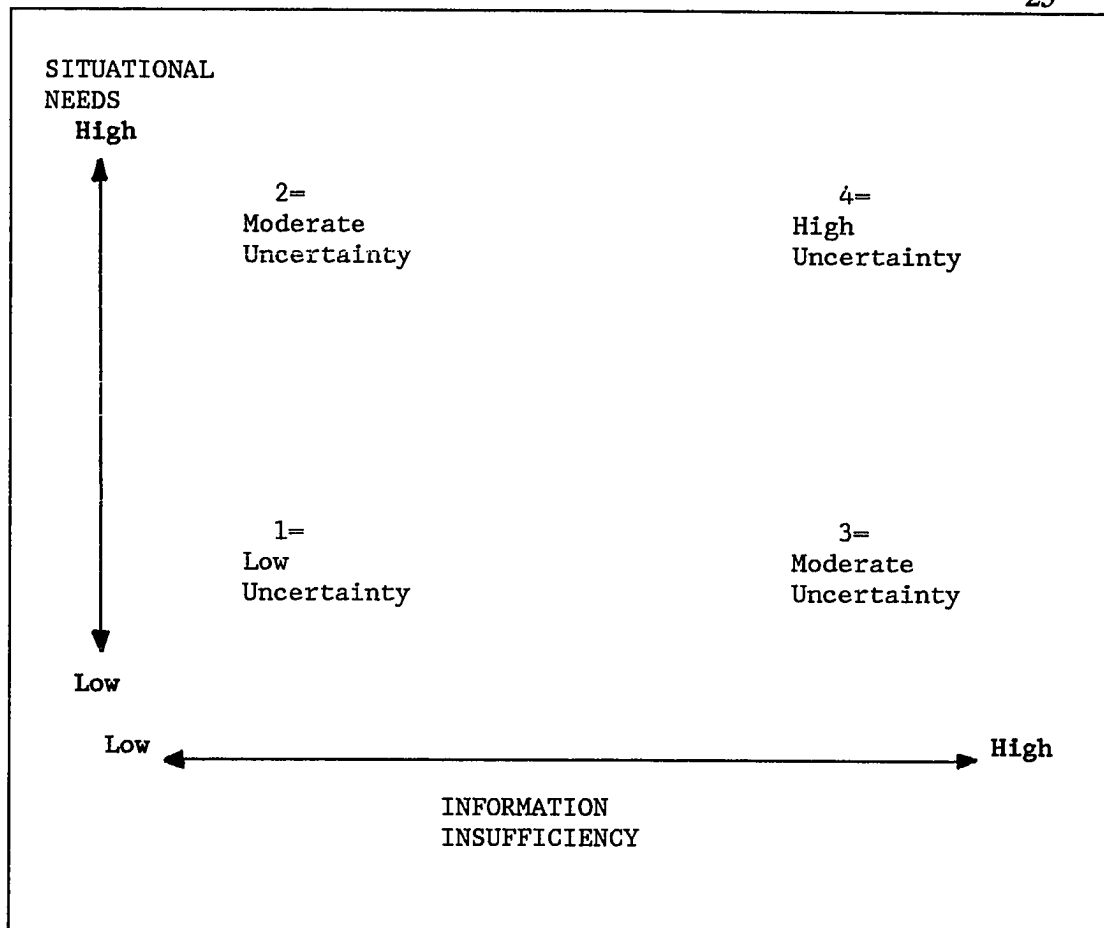 SITUATIONAL
NEEDS
High
2=
Moderate
Uncertainty
4=
High
Uncertainty
1=
Low
Uncertainty
3=
Moderate
Uncertainty
Low
Low
High
INFORMATION
INSUFFICIENCY